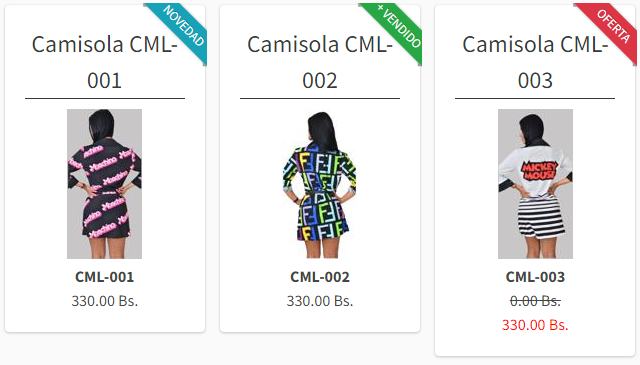 NOVEDAD
Camisola CML-
001
Moschino
Moschino
Moschino
CML-001
330.00 Bs.
+ VENDIDO
Camisola CML-
002
CML-002
330.00 Bs.
OFERTA
Camisola CML-
003
MICKEY
MOUSE
CML-003
0.00 Bs.
330.00 Bs.